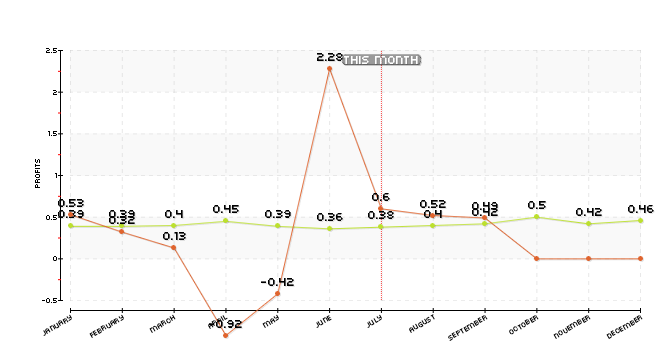 2.5
2.28
THIS MONTH
2
1.5
1
PROFITS
0.53
0.39
0.39
0.32
0.4
0.13
0.45
0.39
0.36
0.6
0.38
0.52
0.4
0.49
0.42
0.5
0.42
0.46
0.5
0
-0.42
-0.5
-0.92
JANUARY
FEBRUARY
MARCH
APRIL
MAY
JUNE
JULY
AUGUST
SEPTEMBER
OCTOBER
NOVEMBER
DECEMBER